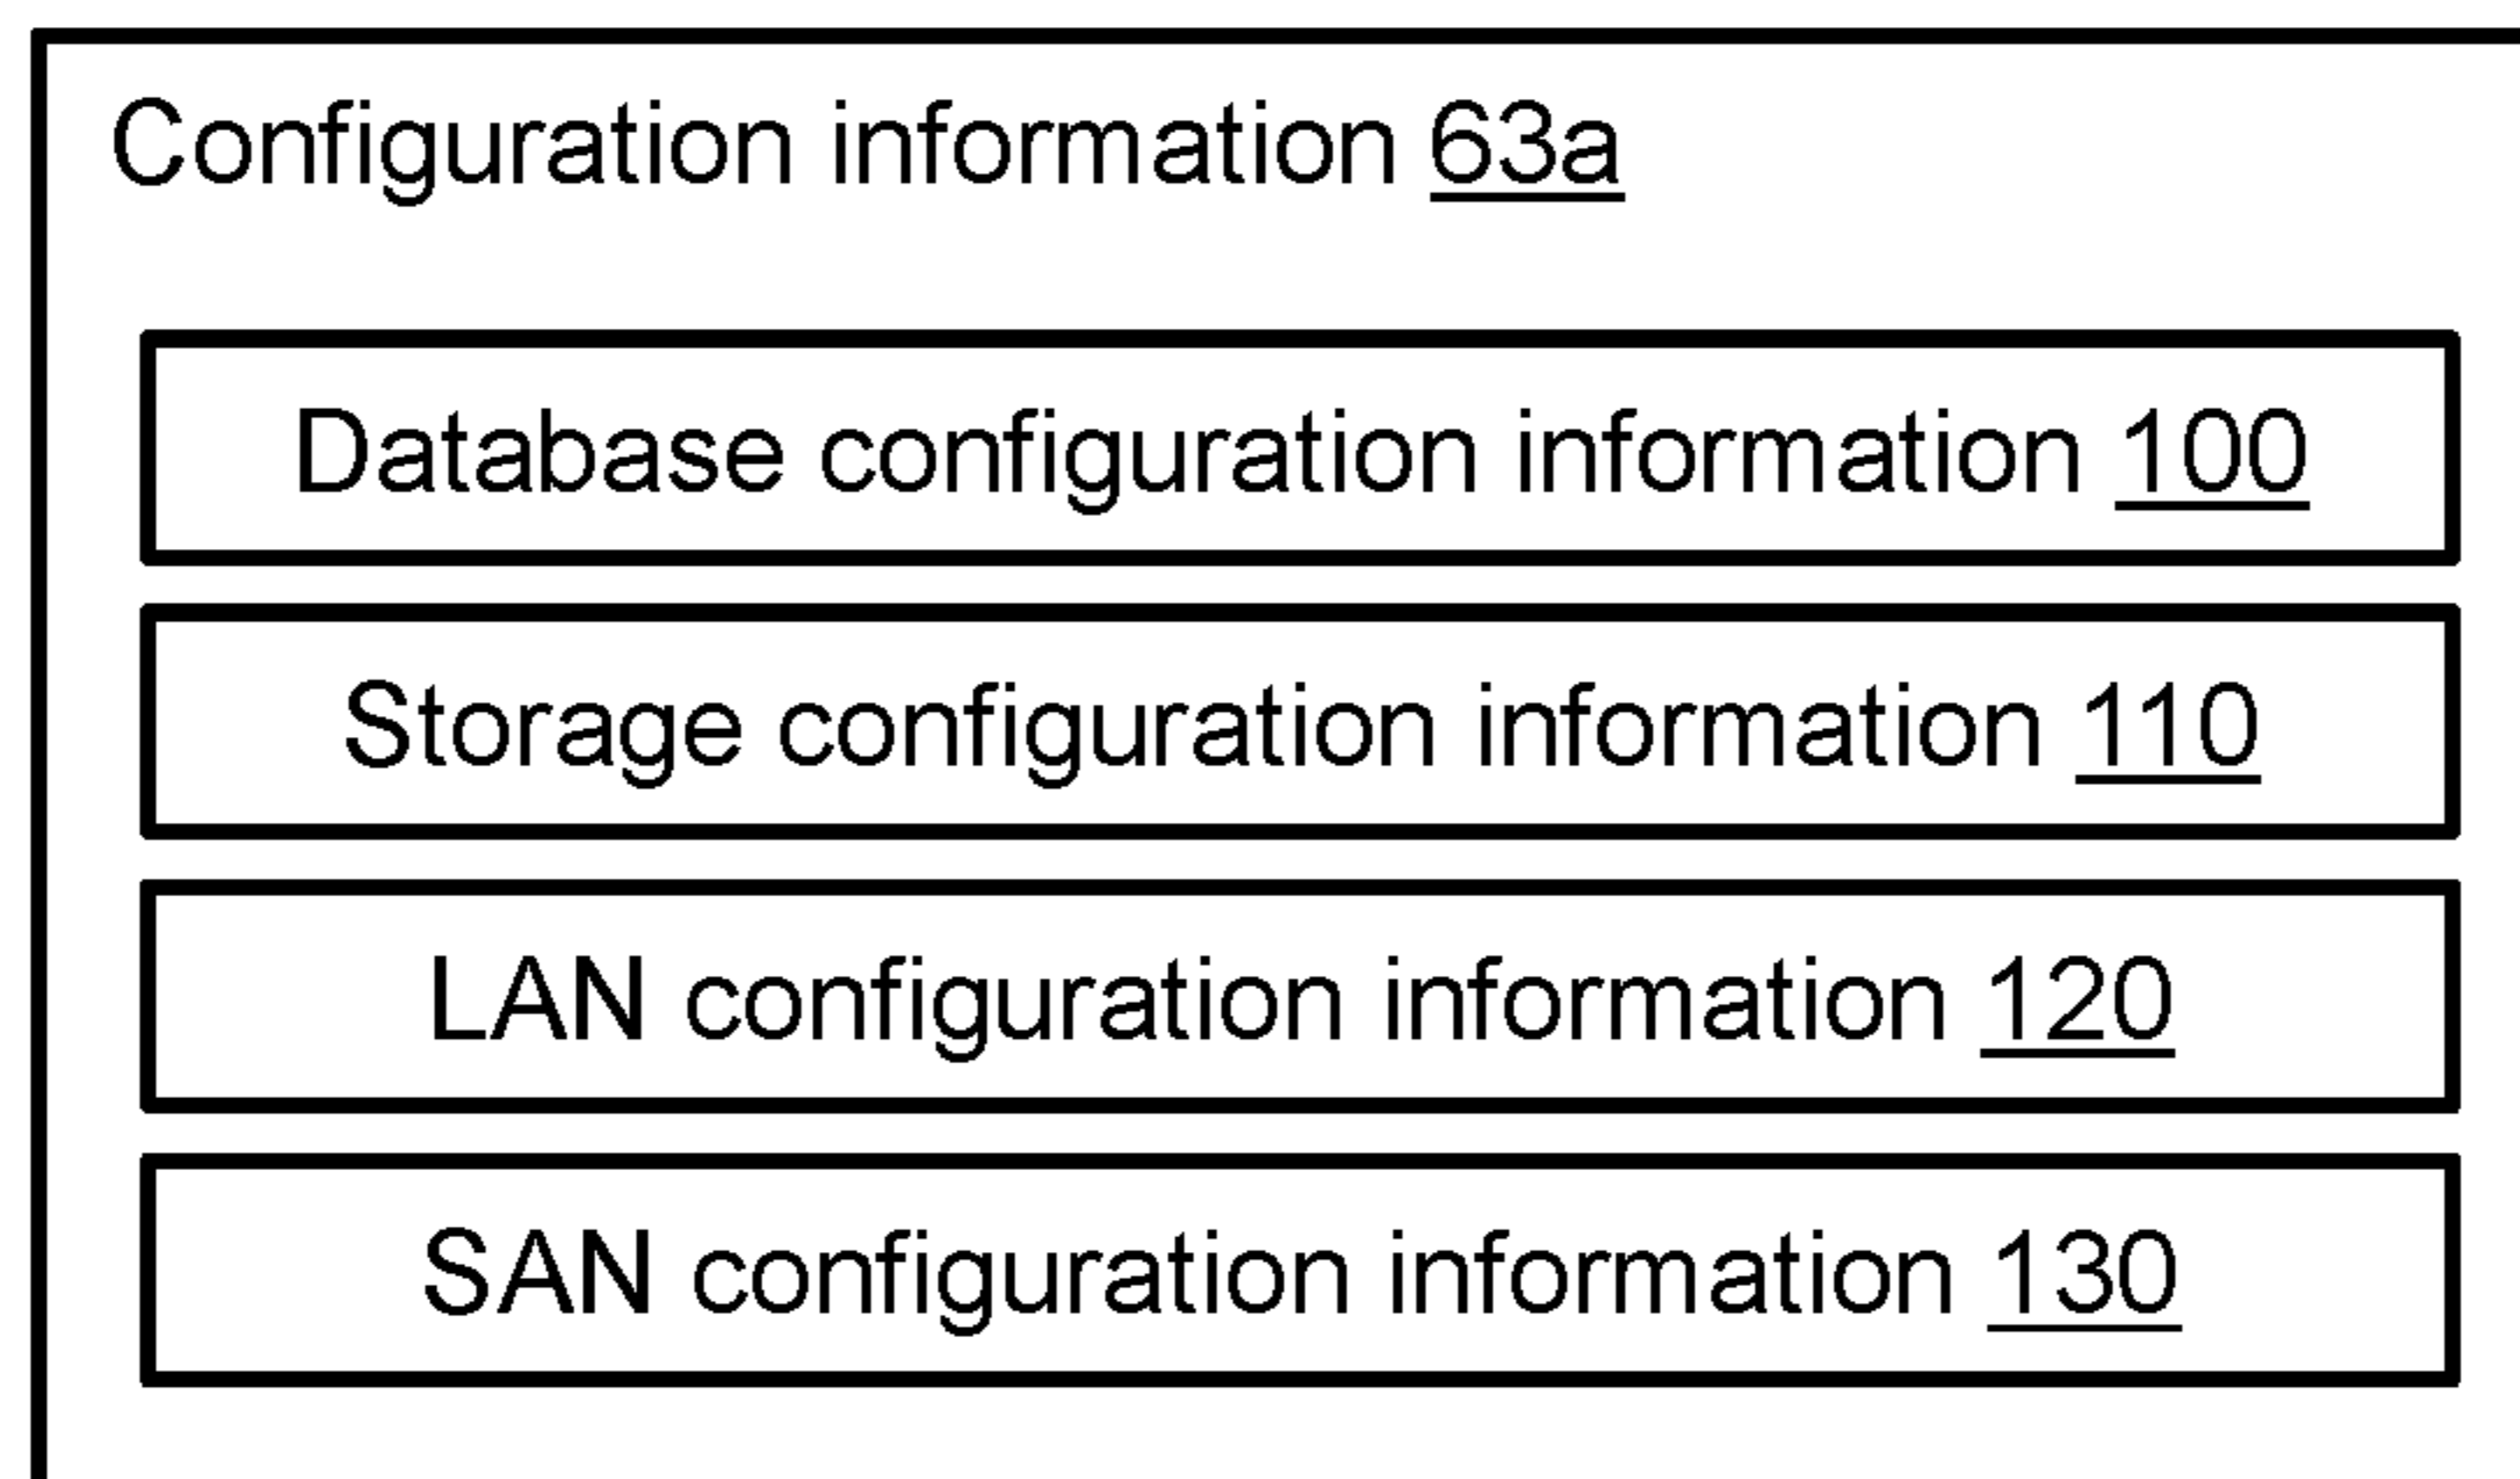 Configuration information 63a
Database configuration information 100
Storage configuration information 110
LAN configuration information 120
SAN configuration information 130